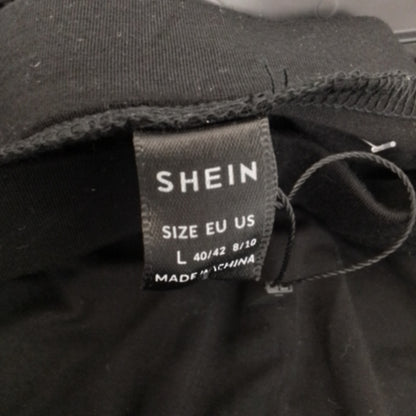 SHEIN
SIZE EU US
L 40/42 8/10
MADE IN CHINA